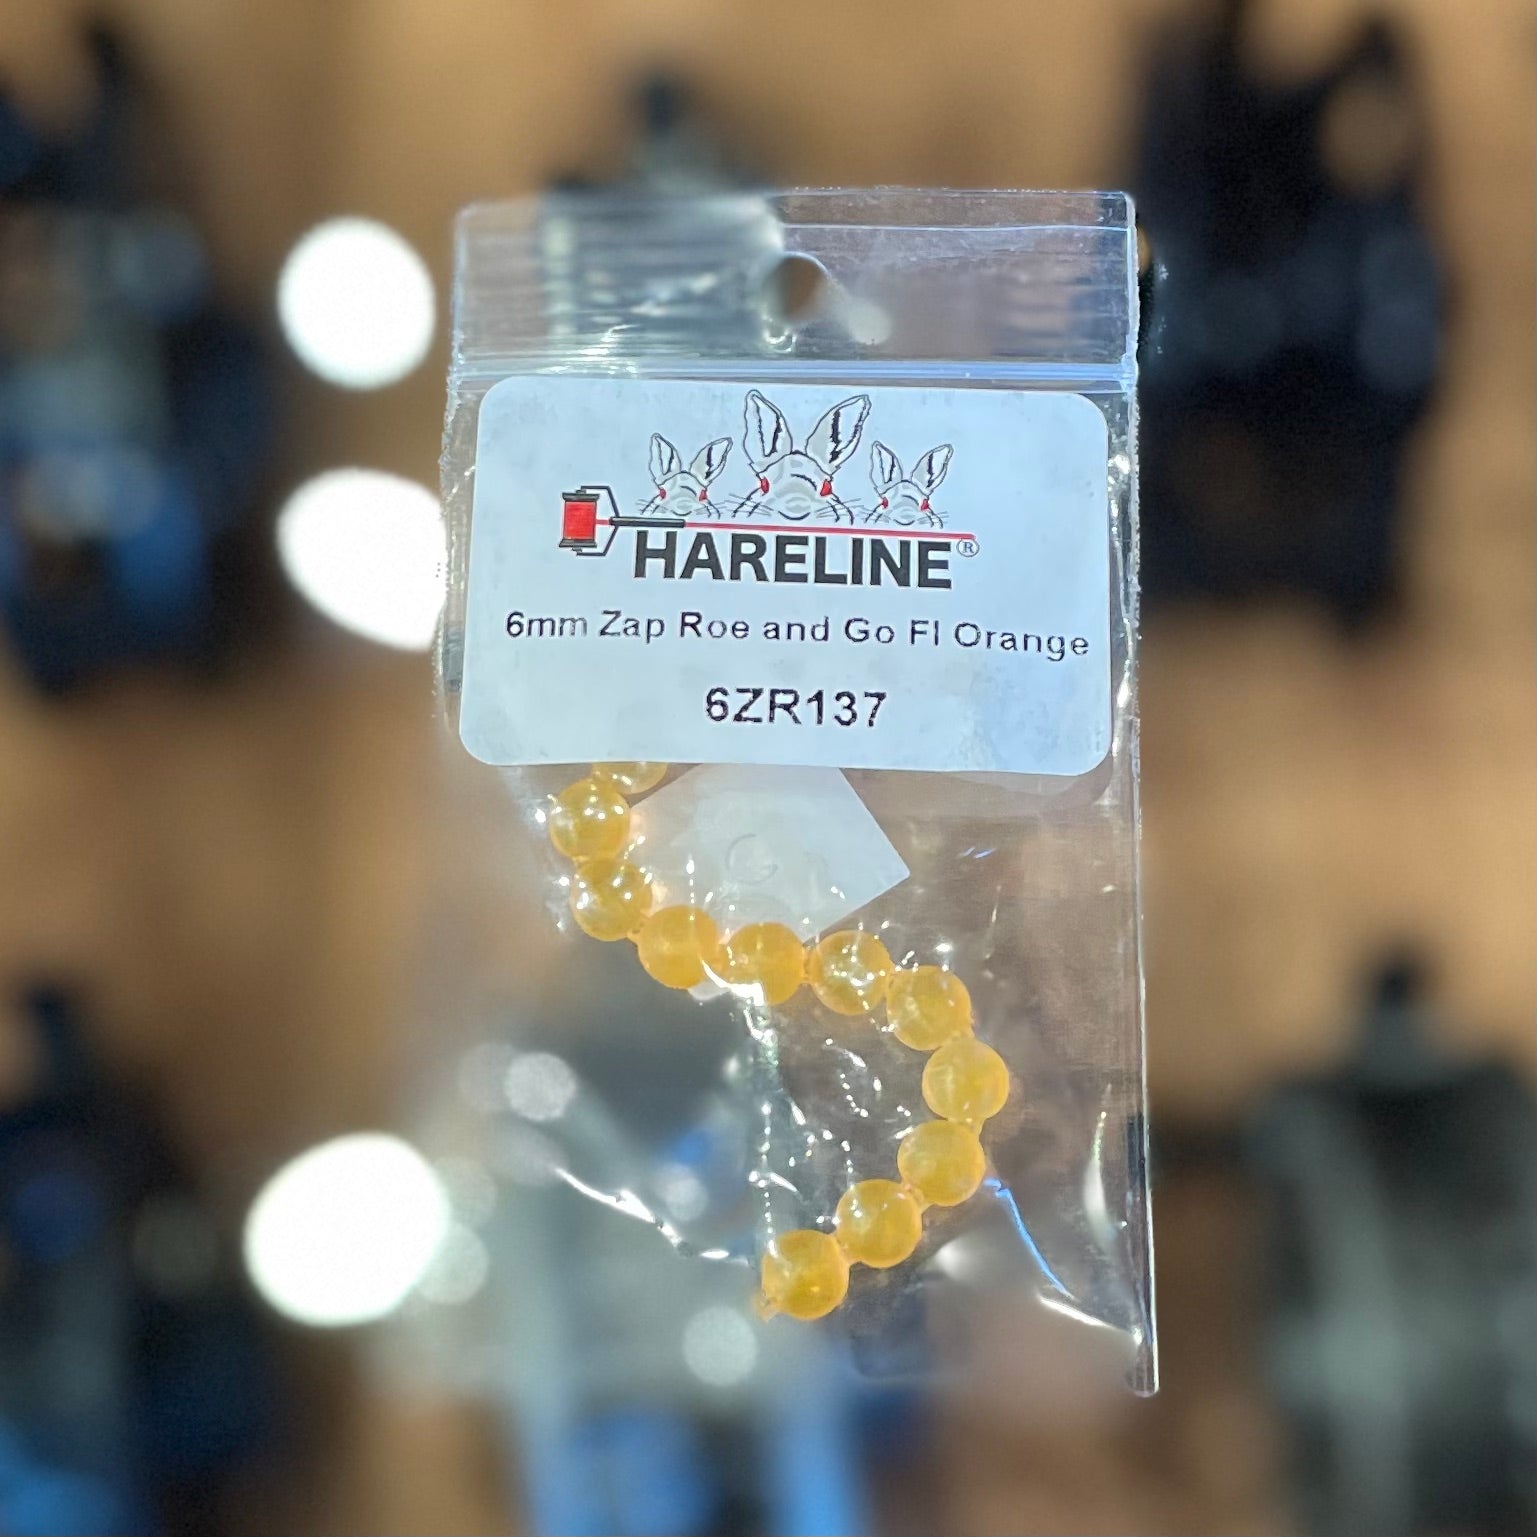 HARELINE®
6mm Zap Roe and Go Fl Orange
6ZR137